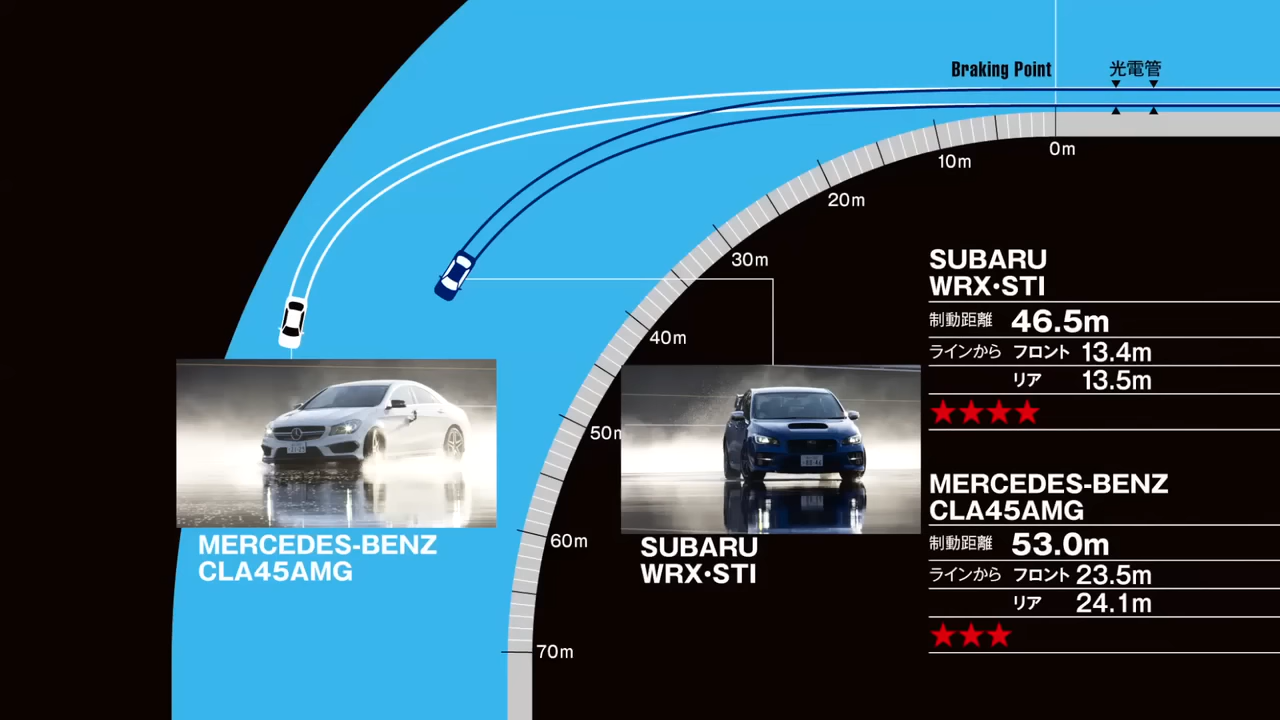 Braking Point
光電管
0m
10m
20m
30m
40m
50m
60m
70m
MERCEDES-BENZ
CLA45AMG
SUBARU
WRX•STI
SUBARU
WRX•STI
制動距離 46.5m
ラインから フロント 13.4m
リア 13.5m
★★★★
MERCEDES-BENZ
CLA45AMG
制動距離 53.0m
ラインから フロント 23.5m
リア 24.1m
★★★